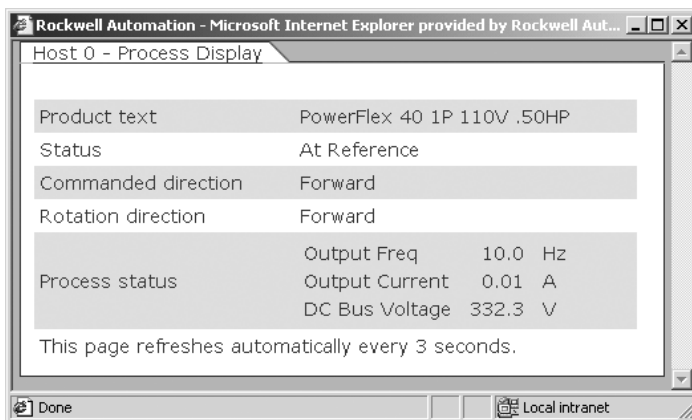 Rockwell Automation - Microsoft Internet Explorer provided by Rockwell Aut...
Host 0 - Process Display
Product text PowerFlex 40 1P 110V .50HP
Status At Reference
Commanded direction Forward
Rotation direction Forward
Process status
Output Freq 10.0 Hz
Output Current 0.01 A
DC Bus Voltage 332.3 V
This page refreshes automatically every 3 seconds.
Done Local intranet